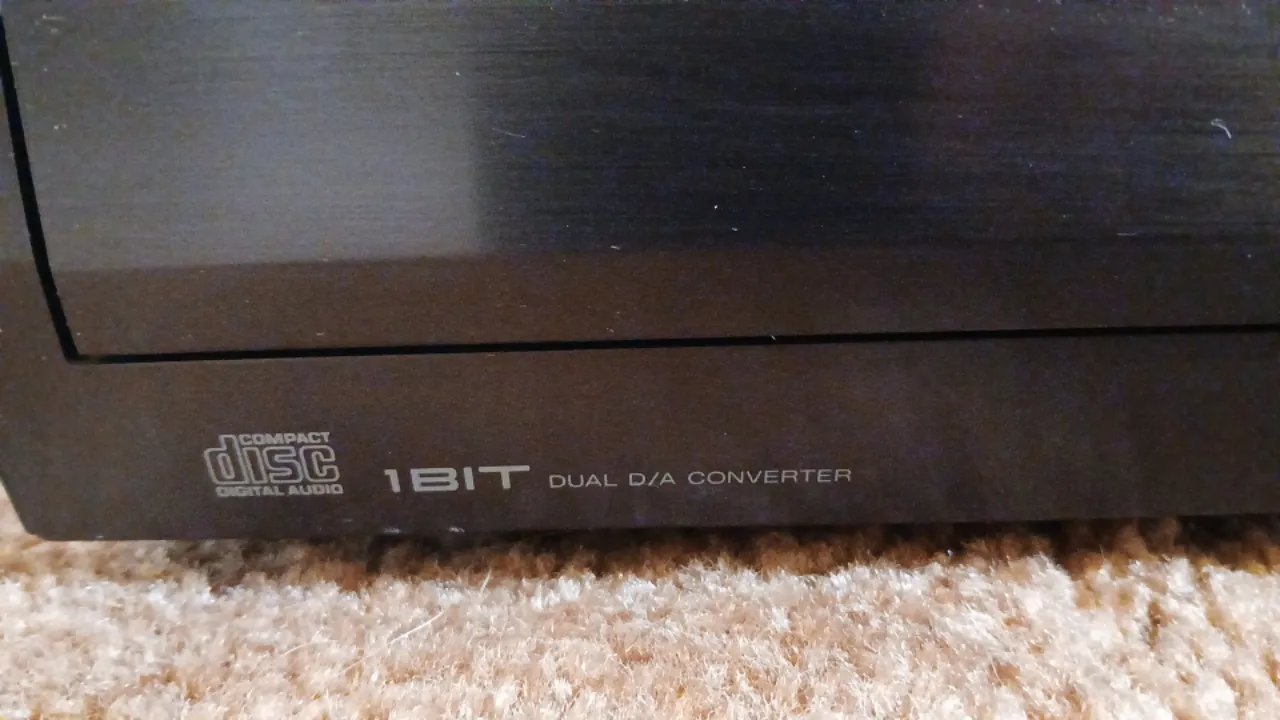 COMPACT
disc
DIGITAL AUDIO
1BIT DUAL D/A CONVERTER